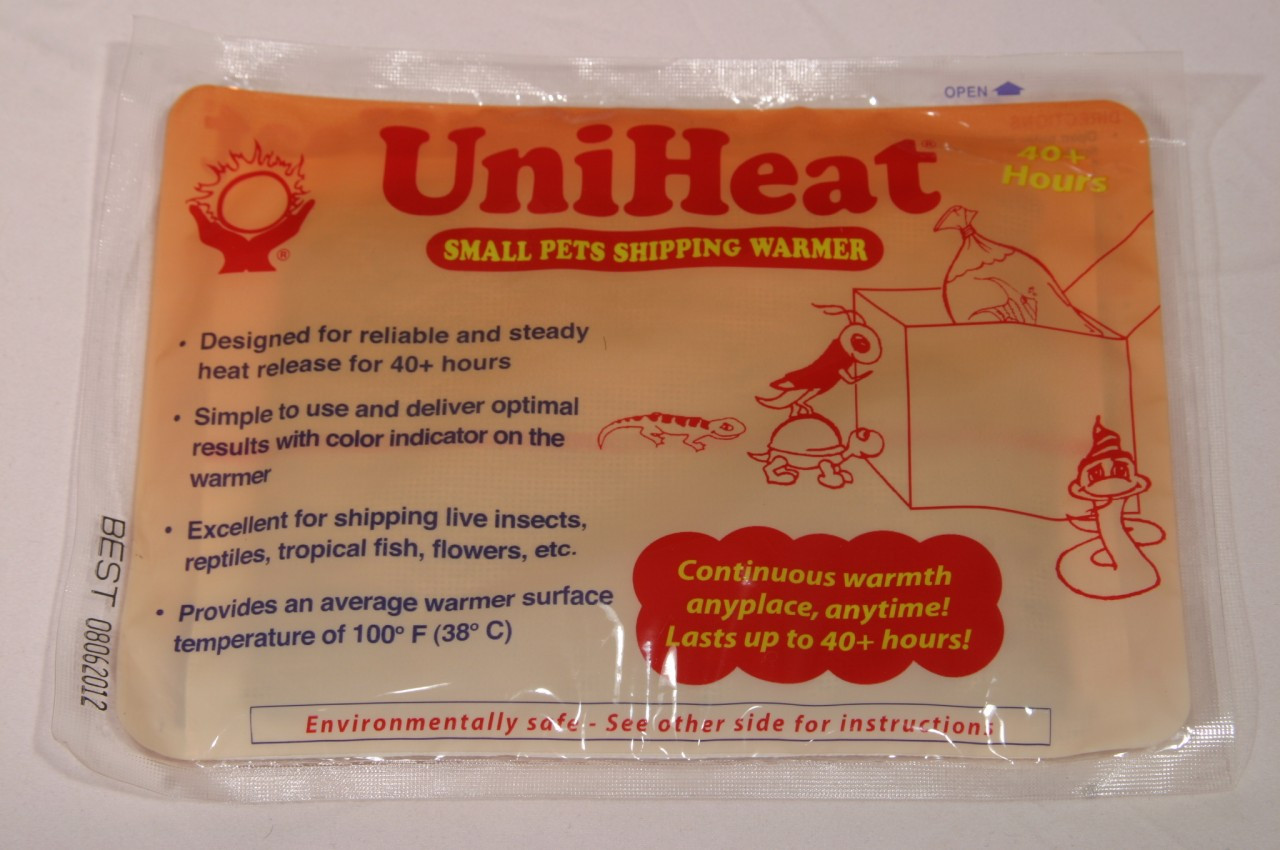 OPEN
UniHeat®
40+
Hours
SMALL PETS SHIPPING WARMER
®
• Designed for reliable and steady
heat release for 40+ hours
• Simple to use and deliver optimal
results with color indicator on the
warmer
• Excellent for shipping live insects,
reptiles, tropical fish, flowers, etc.
• Provides an average warmer surface
temperature of 100° F (38° C)
Continuous warmth
anyplace, anytime!
Lasts up to 40+ hours!
Environmentally safe - See other side for instructions
BEST 08062012
DIRECTIONS